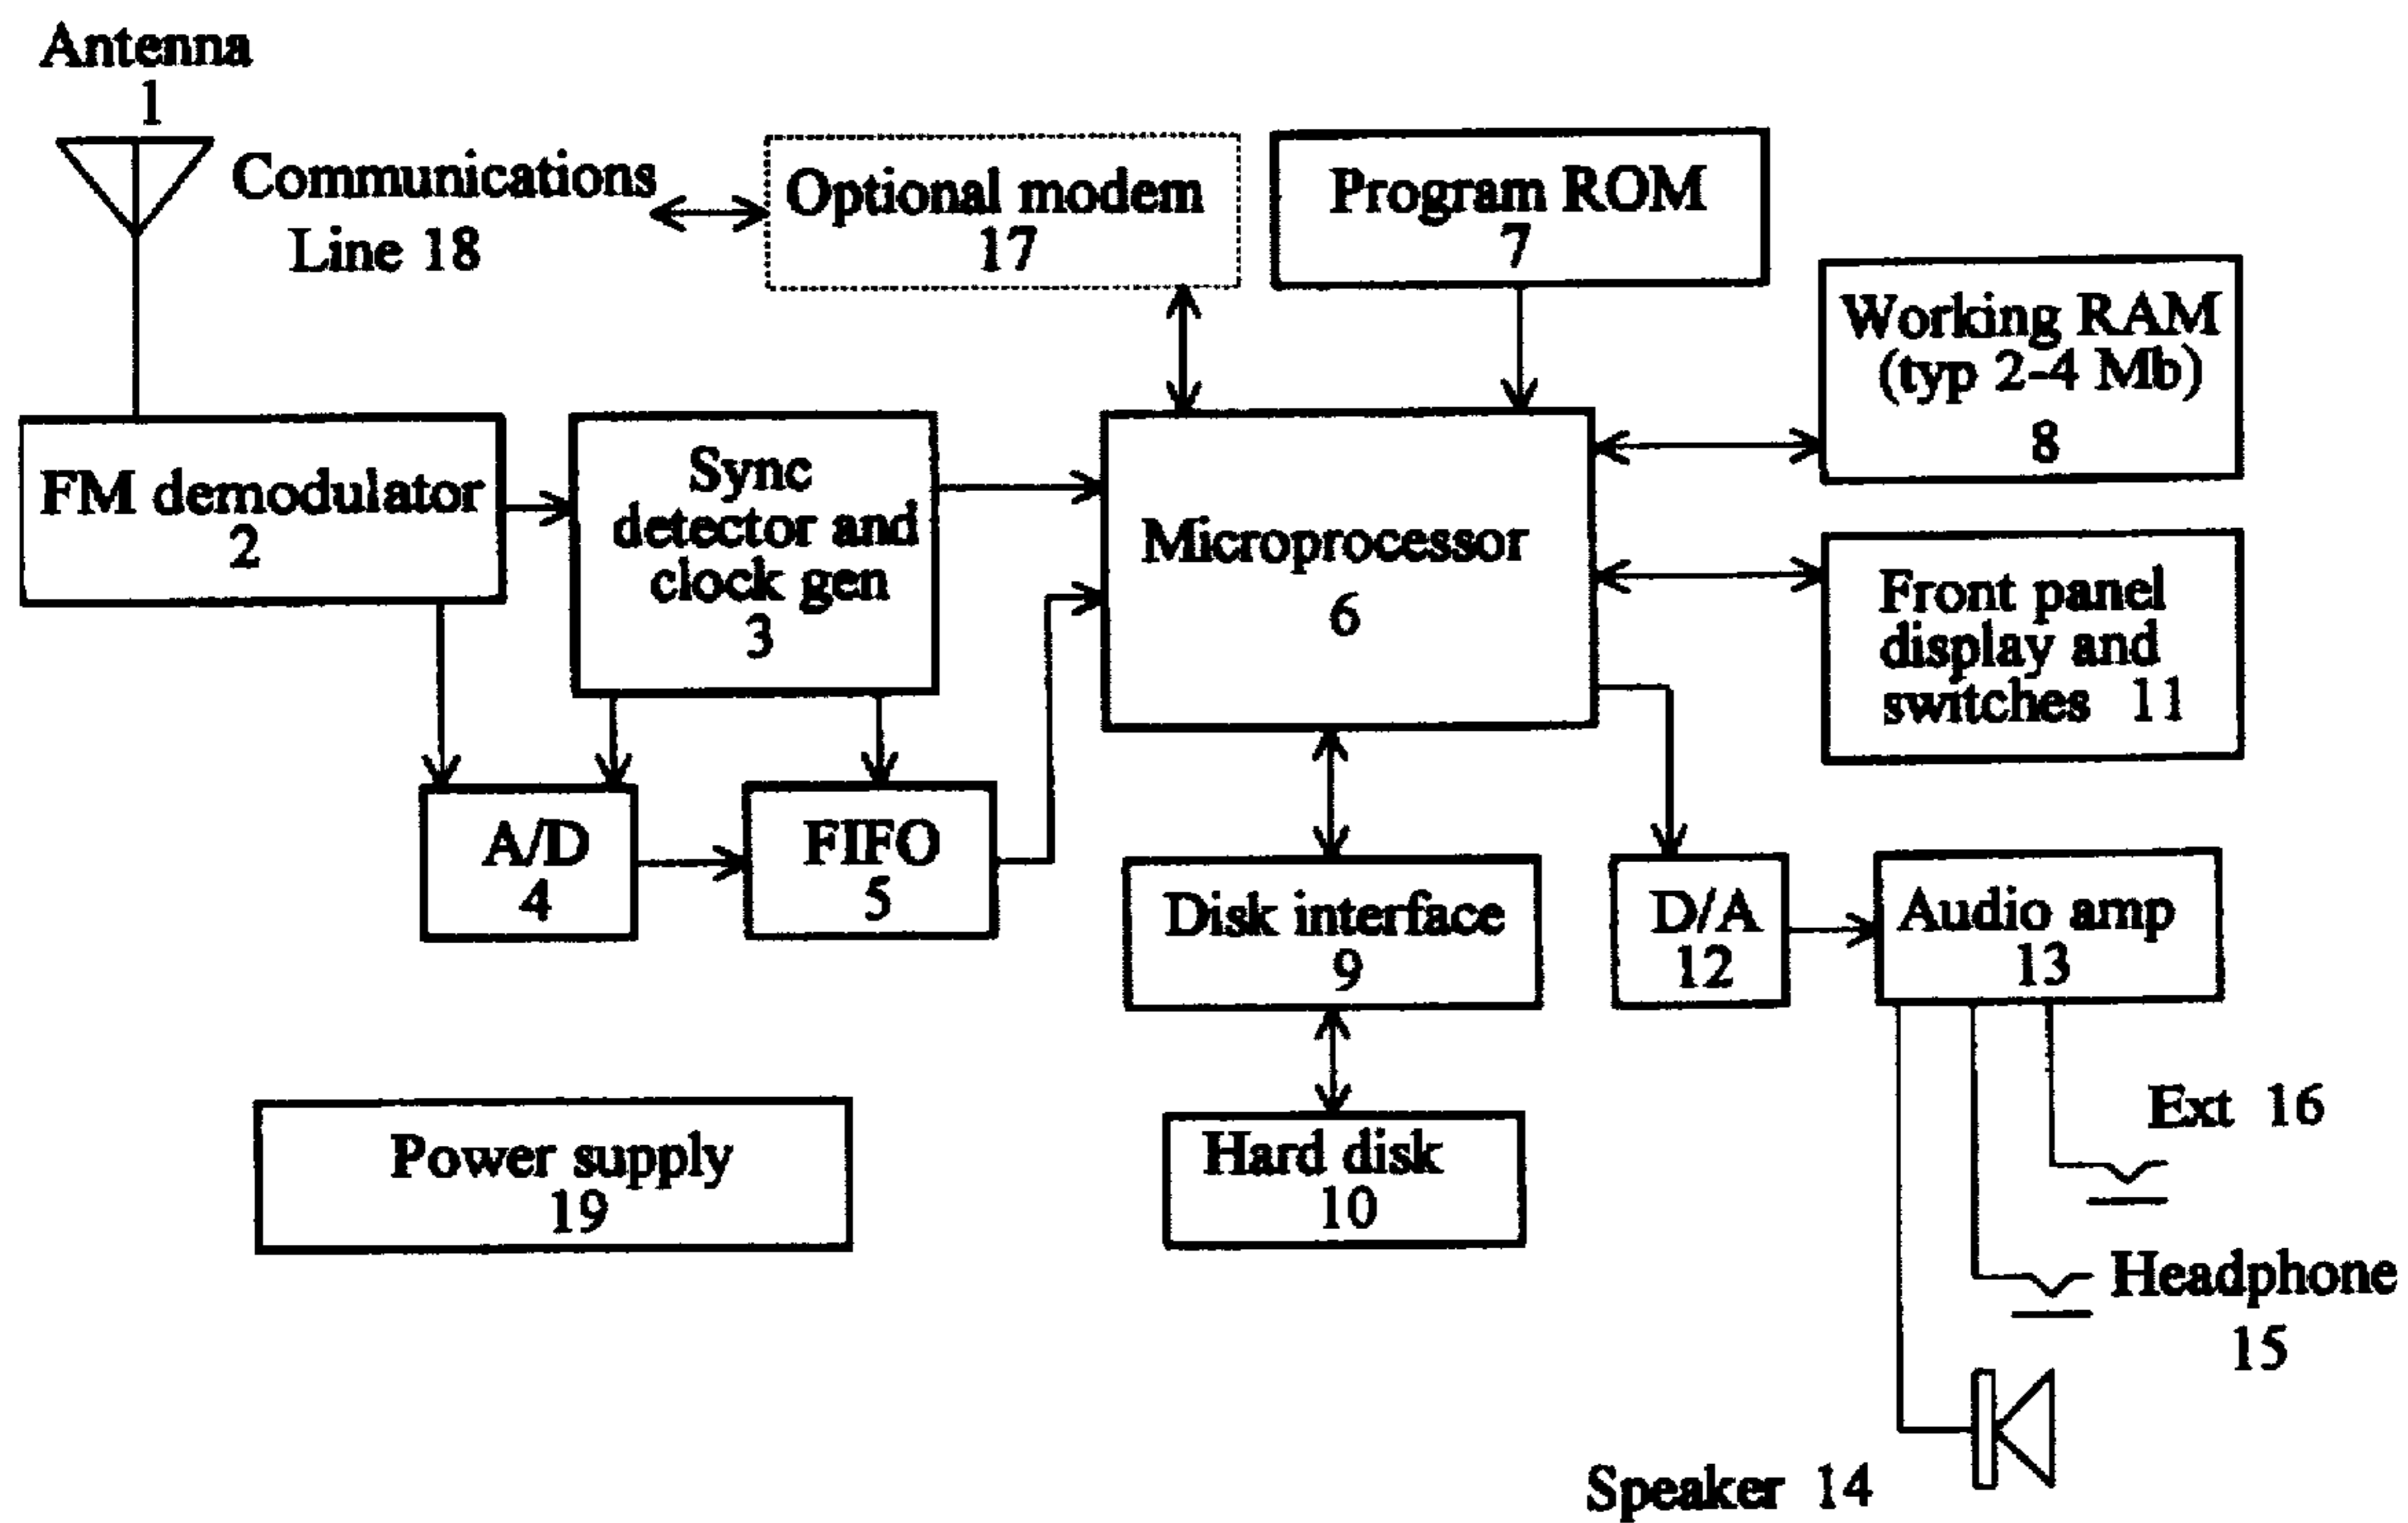 Antenna
1
Communications
Line 18
Optional modem
17
Program ROM
7
Working RAM
(typ 2-4 Mb)
8
FM demodulator
2
Sync
detector and
clock gen
3
Microprocessor
6
Front panel
display and
switches 11
A/D
4
FIFO
5
Disk interface
9
D/A
12
Audio amp
13
Power supply
19
Hard disk
10
Ext 16
Headphone
15
Speaker 14